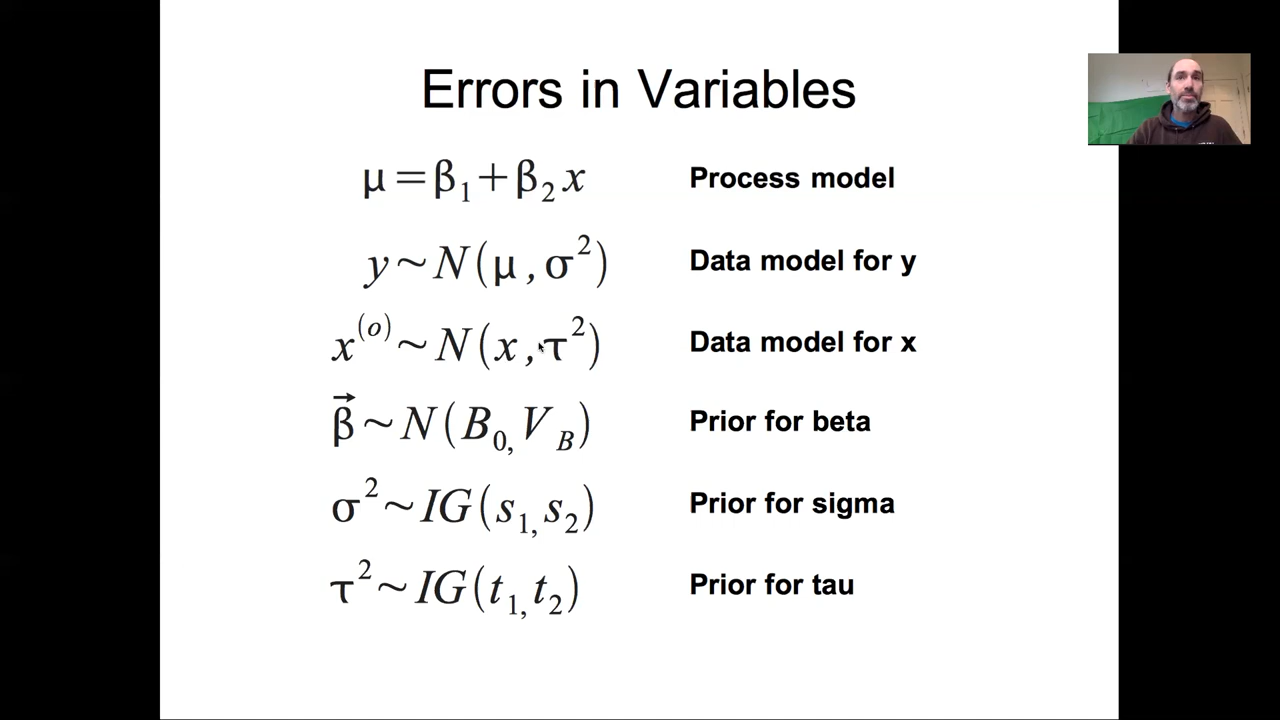 Errors in Variables
μ = β₁ + β₂ x Process model
y ~ N(μ, σ²) Data model for y
x⁽ᵒ⁾ ~ N(x, τ²) Data model for x
β⃗ ~ N(B₀, V_B) Prior for beta
σ² ~ IG(s₁, s₂) Prior for sigma
τ² ~ IG(t₁, t₂) Prior for tau